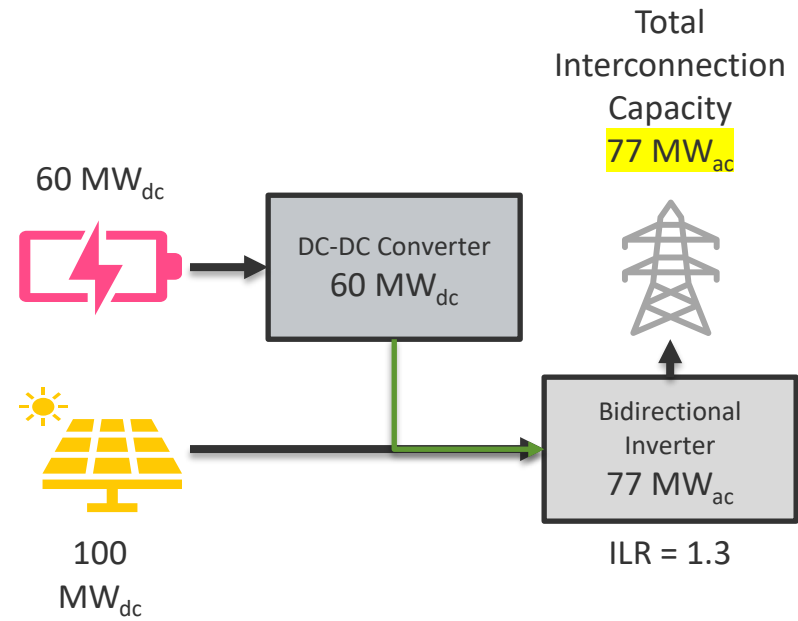 Total
Interconnection
Capacity
77 MWac
60 MWdc
DC-DC Converter
60 MWdc
Bidirectional
Inverter
77 MWac
100
MWdc
ILR = 1.3